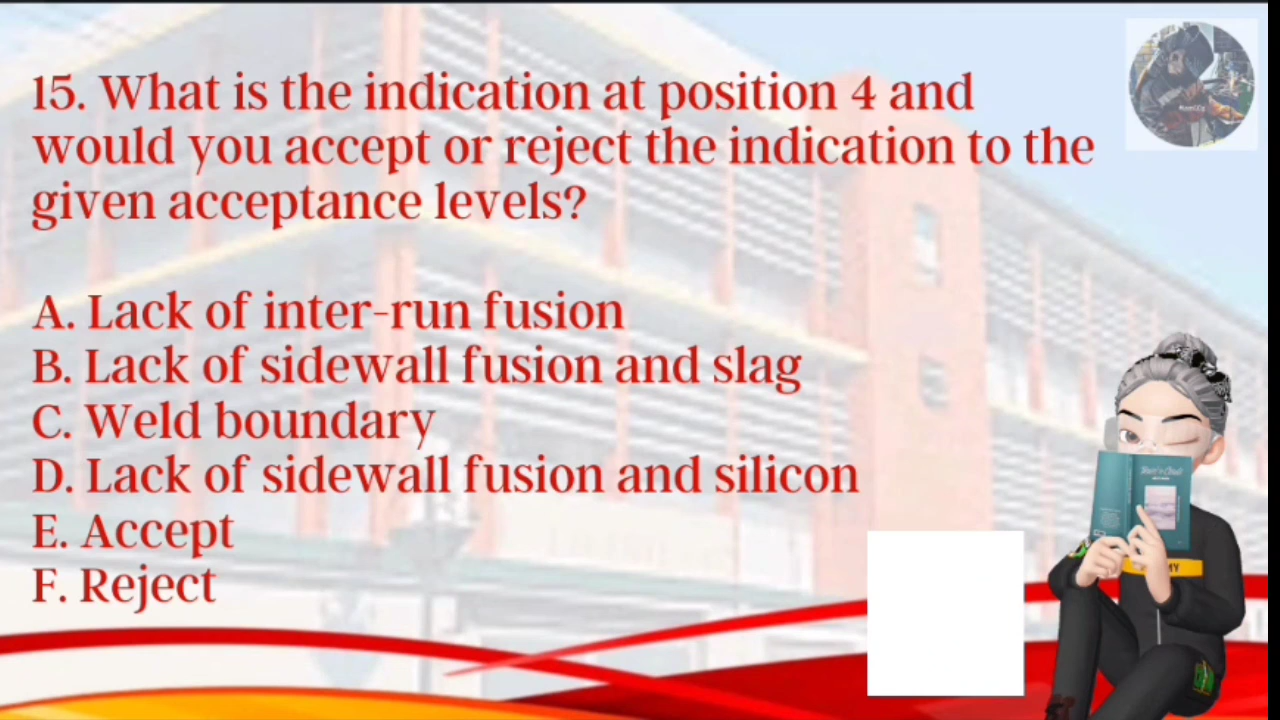 15. What is the indication at position 4 and
would you accept or reject the indication to the
given acceptance levels?
A. Lack of inter-run fusion
B. Lack of sidewall fusion and slag
C. Weld boundary
D. Lack of sidewall fusion and silicon
E. Accept
F. Reject